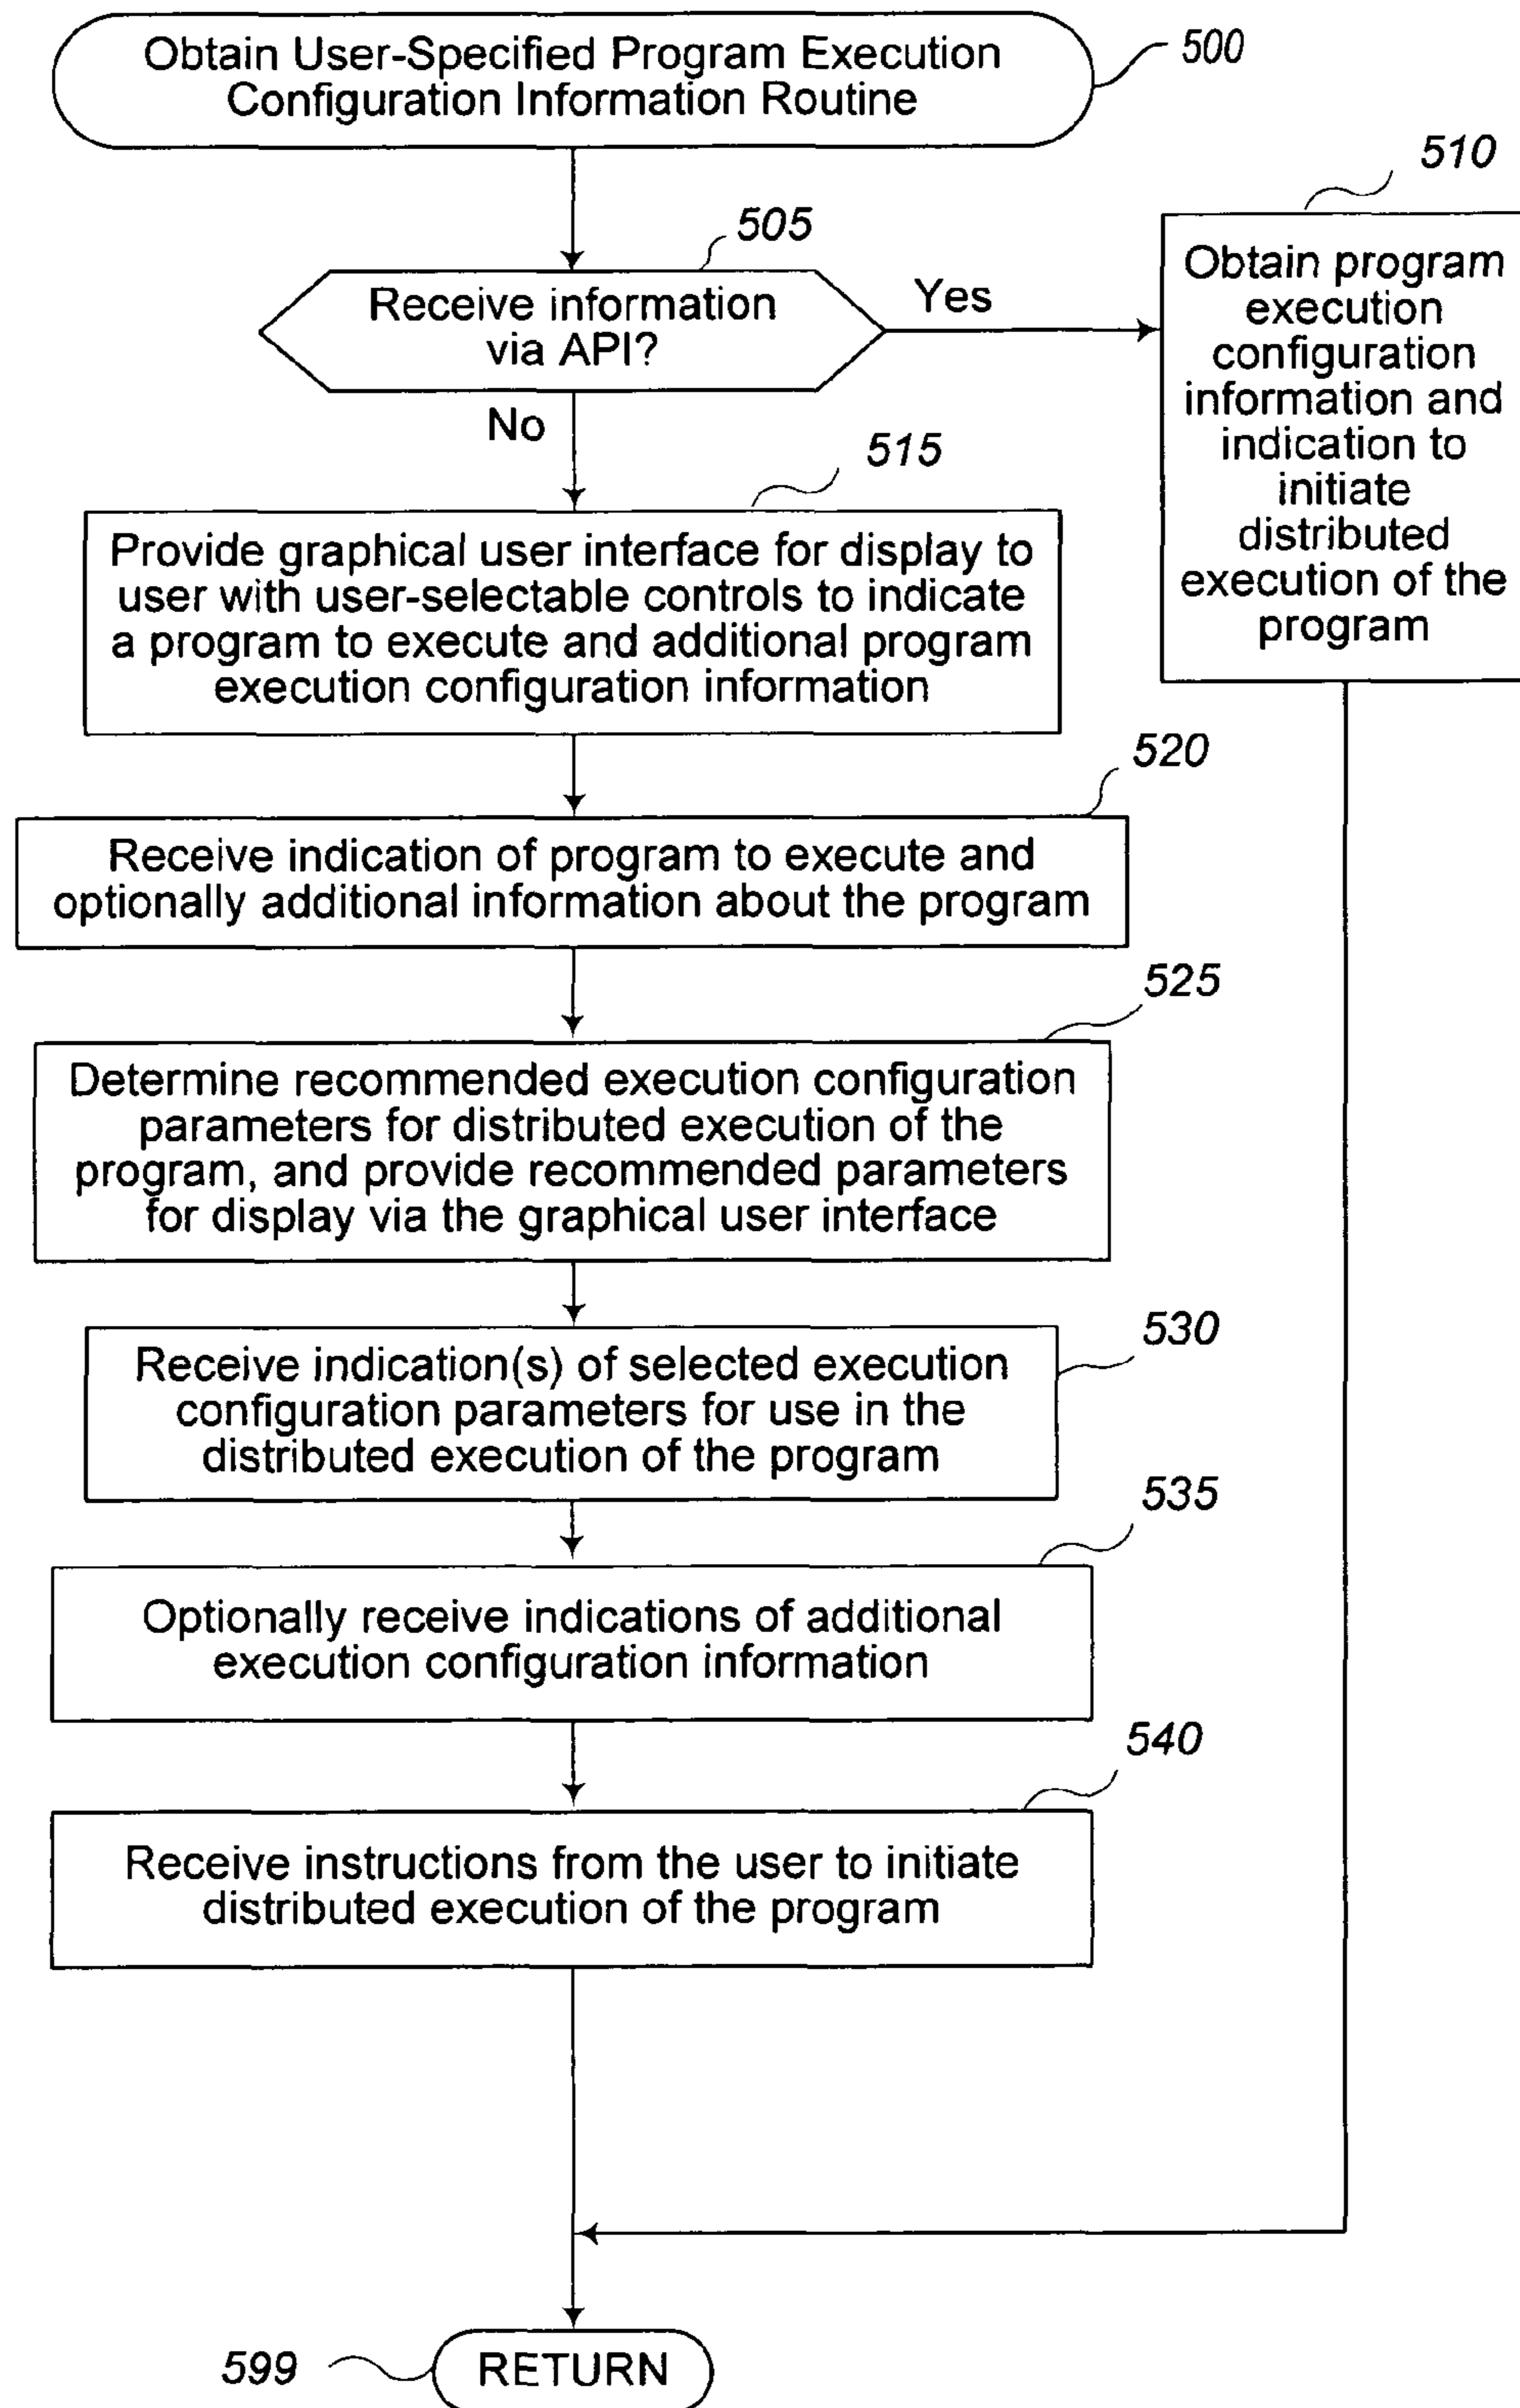 Obtain User-Specified Program Execution
Configuration Information Routine
500
505
Receive information
via API?
Yes
No
510
Obtain program
execution
configuration
information and
indication to
initiate
distributed
execution of the
program
515
Provide graphical user interface for display to
user with user-selectable controls to indicate
a program to execute and additional program
execution configuration information
520
Receive indication of program to execute and
optionally additional information about the program
525
Determine recommended execution configuration
parameters for distributed execution of the
program, and provide recommended parameters
for display via the graphical user interface
530
Receive indication(s) of selected execution
configuration parameters for use in the
distributed execution of the program
535
Optionally receive indications of additional
execution configuration information
540
Receive instructions from the user to initiate
distributed execution of the program
599
RETURN